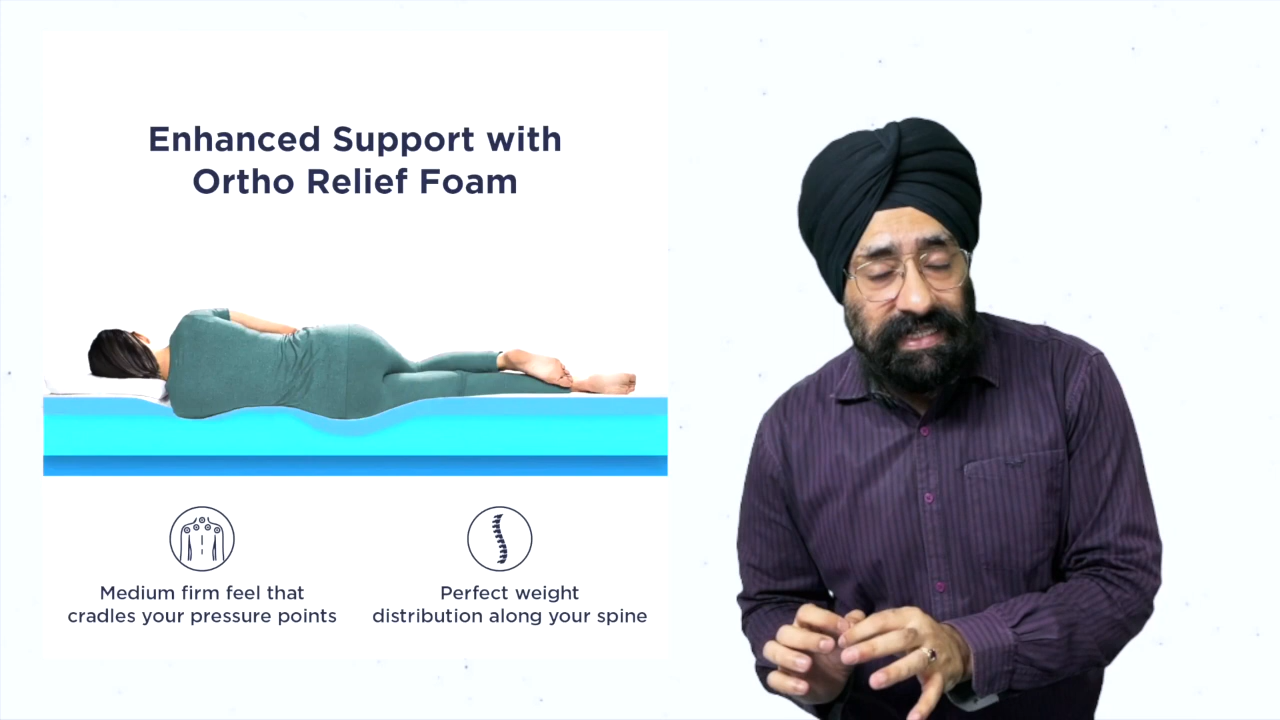 Enhanced Support with
Ortho Relief Foam
Medium firm feel that
cradles your pressure points
Perfect weight
distribution along your spine